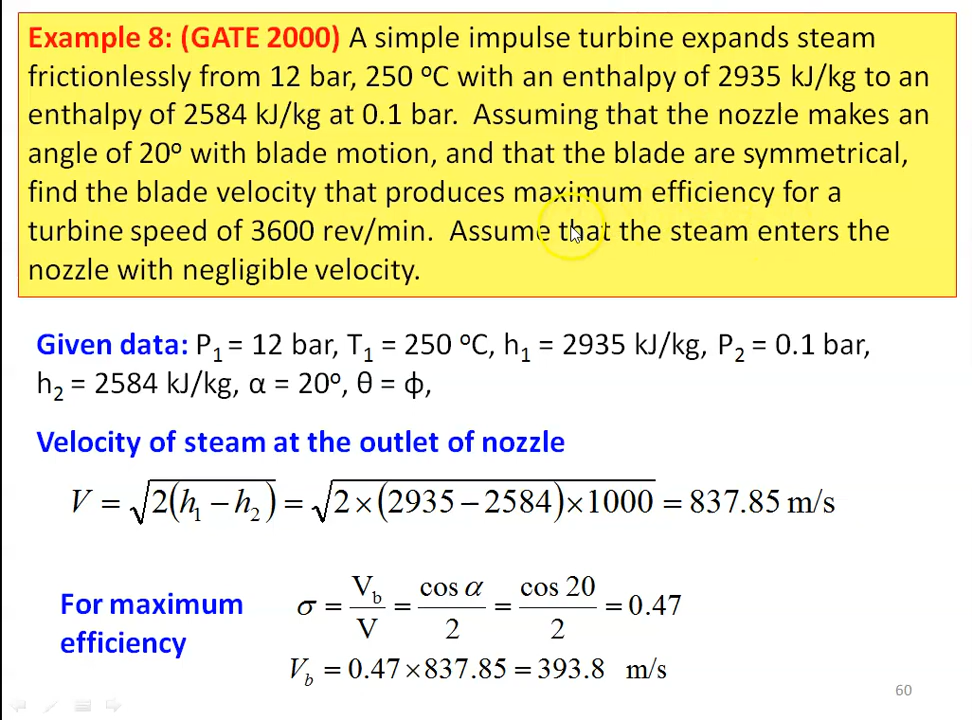 Example 8: (GATE 2000) A simple impulse turbine expands steam
frictionlessly from 12 bar, 250 ᵒC with an enthalpy of 2935 kJ/kg to an
enthalpy of 2584 kJ/kg at 0.1 bar. Assuming that the nozzle makes an
angle of 20ᵒ with blade motion, and that the blade are symmetrical,
find the blade velocity that produces maximum efficiency for a
turbine speed of 3600 rev/min. Assume that the steam enters the
nozzle with negligible velocity.
Given data: P₁ = 12 bar, T₁ = 250 ᵒC, h₁ = 2935 kJ/kg, P₂ = 0.1 bar,
h₂ = 2584 kJ/kg, α = 20ᵒ, θ = ϕ,
Velocity of steam at the outlet of nozzle
V = √2(h₁ − h₂) = √2×(2935−2584)×1000 = 837.85 m/s
For maximum
efficiency
σ = V_b/V = cos α/2 = cos 20/2 = 0.47
V_b = 0.47×837.85 = 393.8 m/s
60